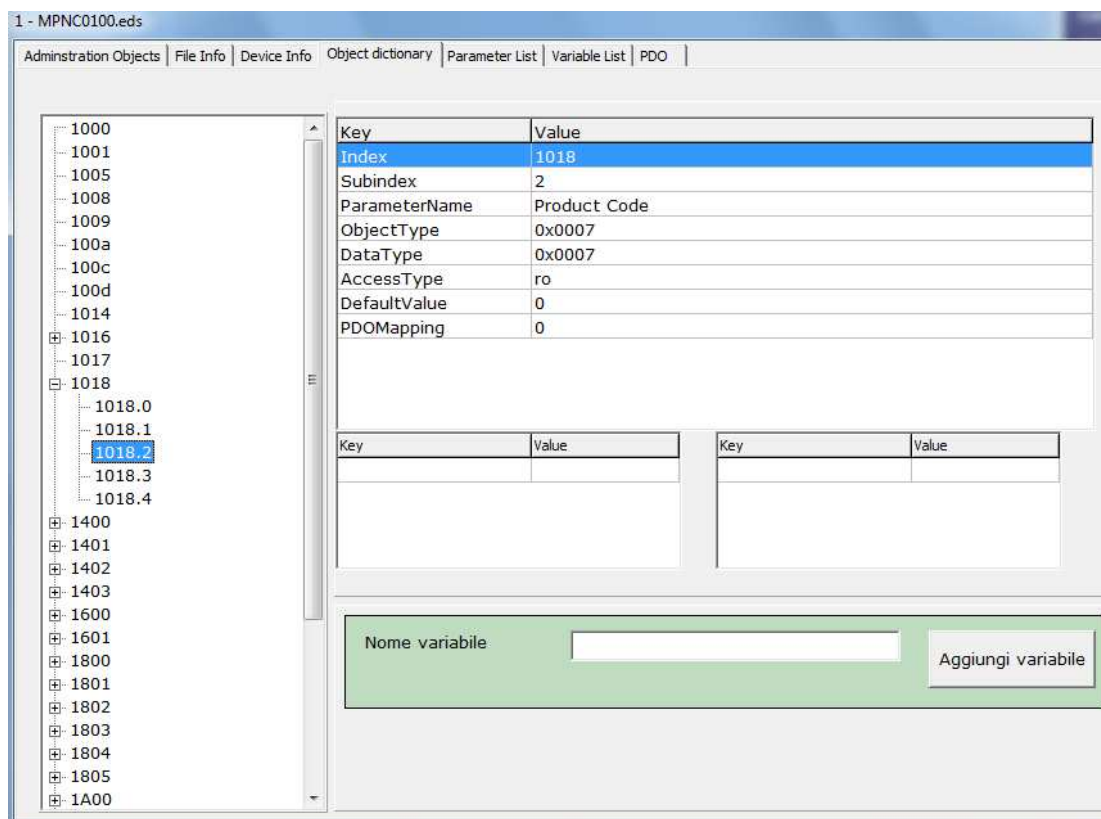 1 - MPNC0100.eds
Adminstration Objects File Info Device Info Object dictionary Parameter List Variable List PDO
1000
1001
1005
1008
1009
100a
100c
100d
1014
1016
1017
1018
1018.0
1018.1
1018.2
1018.3
1018.4
1400
1401
1402
1403
1600
1601
1800
1801
1802
1803
1804
1805
1A00
Key Value
Index 1018
Subindex 2
ParameterName Product Code
ObjectType 0x0007
DataType 0x0007
AccessType ro
DefaultValue 0
PDOMapping 0
Key Value Key Value
Nome variabile
Aggiungi variabile